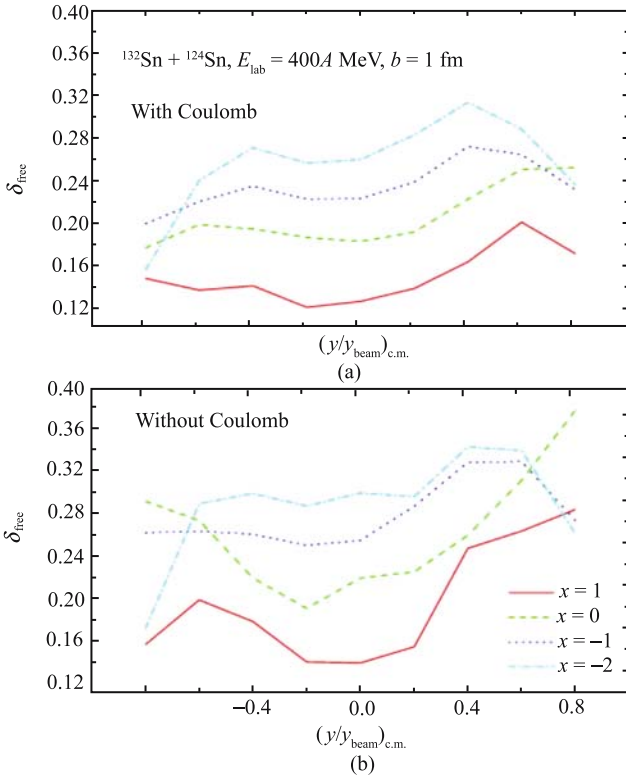 0.40
0.36
0.32
0.28
0.24
0.20
0.16
0.12
δfree
¹³²Sn + ¹²⁴Sn, Elab = 400A MeV, b = 1 fm
With Coulomb
(y/ybeam)c.m.
(a)
0.40
0.36
0.32
0.28
0.24
0.20
0.16
0.12
δfree
Without Coulomb
x = 1
x = 0
x = −1
x = −2
−0.4
0.0
0.4
0.8
(y/ybeam)c.m.
(b)